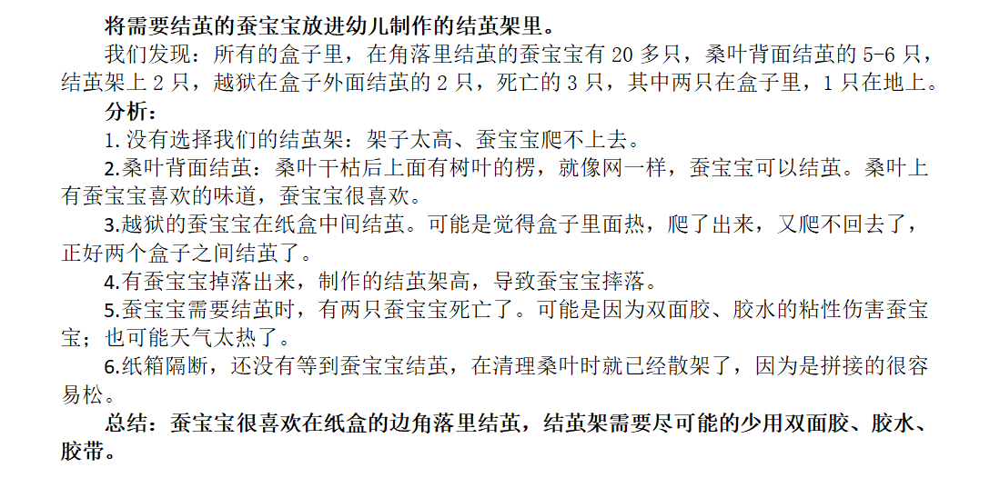 将需要结茧的蚕宝宝放进幼儿制作的结茧架里。
我们发现：所有的盒子里，在角落里结茧的蚕宝宝有 20 多只，桑叶背面结茧的 5-6 只，
结茧架上 2 只，越狱在盒子外面结茧的 2 只，死亡的 3 只，其中两只在盒子里，1 只在地上。
分析：
1. 没有选择我们的结茧架：架子太高、蚕宝宝爬不上去。
2.桑叶背面结茧：桑叶干枯后上面有树叶的楞，就像网一样，蚕宝宝可以结茧。桑叶上
有蚕宝宝喜欢的味道，蚕宝宝很喜欢。
3.越狱的蚕宝宝在纸盒中间结茧。可能是觉得盒子里面热，爬了出来，又爬不回去了，
正好两个盒子之间结茧了。
4.有蚕宝宝掉落出来，制作的结茧架高，导致蚕宝宝摔落。
5.蚕宝宝需要结茧时，有两只蚕宝宝死亡了。可能是因为双面胶、胶水的粘性伤害蚕宝
宝；也可能天气太热了。
6.纸箱隔断，还没有等到蚕宝宝结茧，在清理桑叶时就已经散架了，因为是拼接的很容
易松。
总结：蚕宝宝很喜欢在纸盒的边角落里结茧，结茧架需要尽可能的少用双面胶、胶水、
胶带。